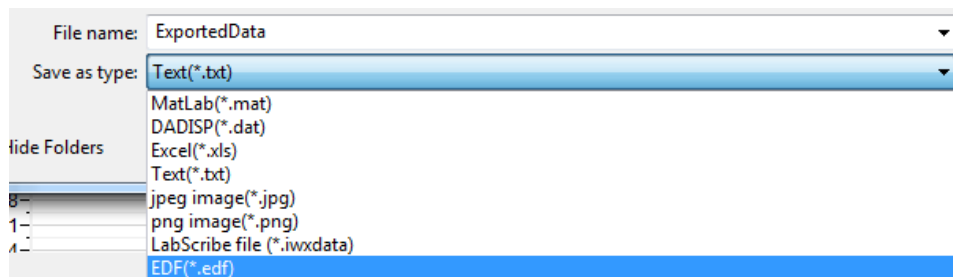 File name: ExportedData
Save as type: Text(*.txt)
MatLab(*.mat)
DADISP(*.dat)
Hide Folders
Excel(*.xls)
Text(*.txt)
jpeg image(*.jpg)
png image(*.png)
LabScribe file (*.iwxdata)
EDF(*.edf)